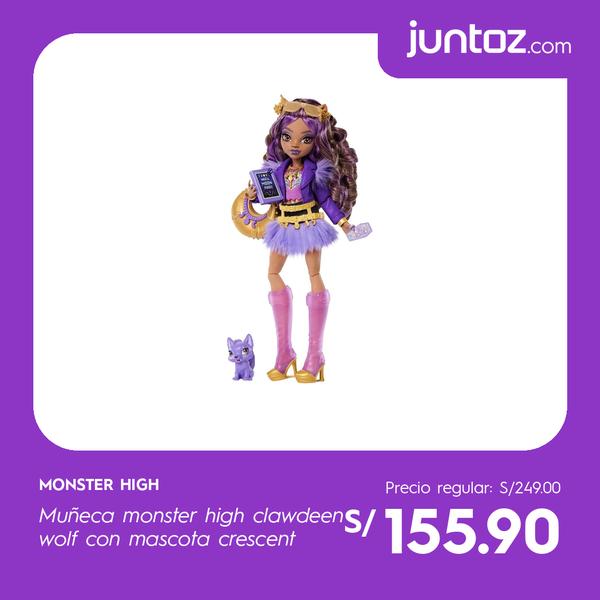 juntoz.com
MONSTER HIGH
Muñeca monster high clawdeen
wolf con mascota crescent
Precio regular: S/249.00
S/155.90